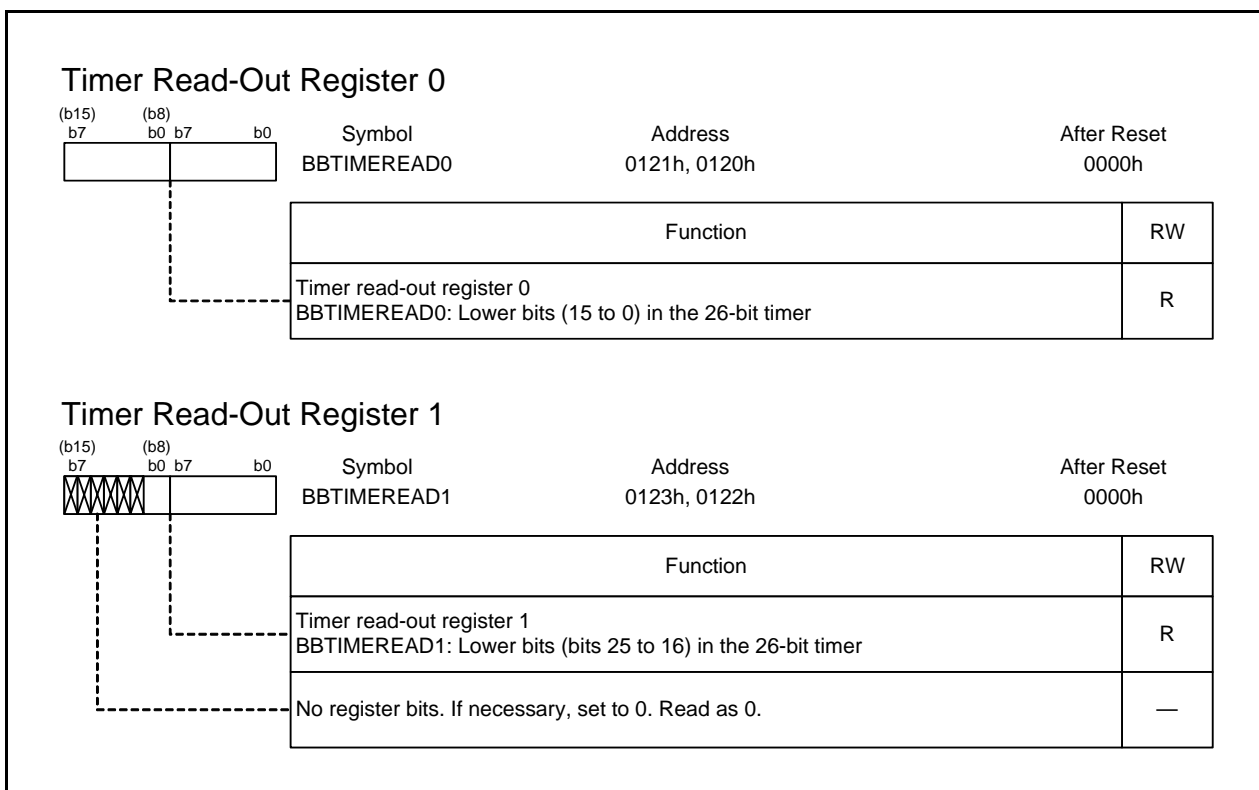 Timer Read-Out Register 0
(b15) (b8)
b7 b0 b7 b0 Symbol Address After Reset
BBTIMEREAD0 0121h, 0120h 0000h
Function RW
Timer read-out register 0
BBTIMEREAD0: Lower bits (15 to 0) in the 26-bit timer R
Timer Read-Out Register 1
(b15) (b8)
b7 b0 b7 b0 Symbol Address After Reset
BBTIMEREAD1 0123h, 0122h 0000h
Function RW
Timer read-out register 1
BBTIMEREAD1: Lower bits (bits 25 to 16) in the 26-bit timer R
No register bits. If necessary, set to 0. Read as 0. —